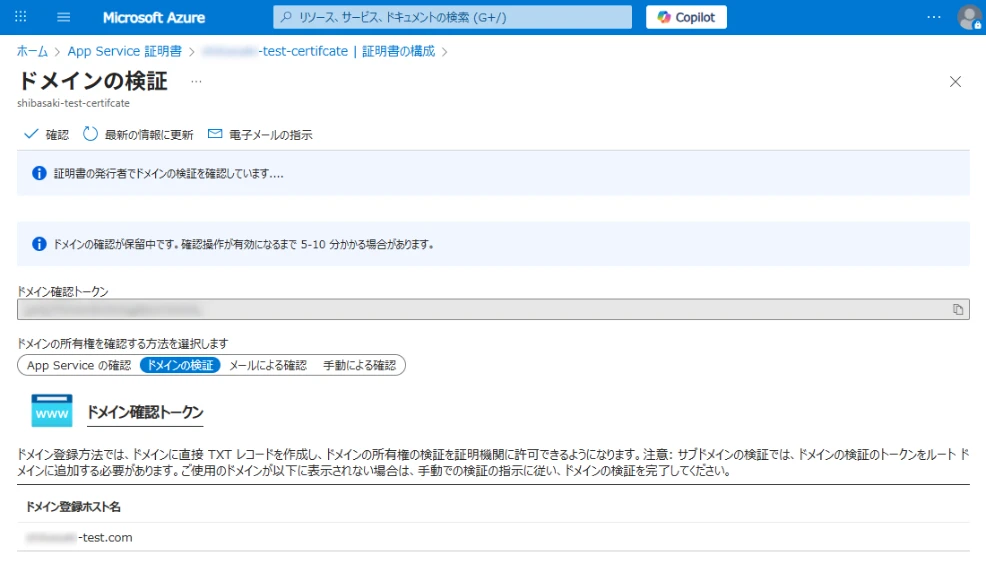 Microsoft Azure
リソース、サービス、ドキュメントの検索 (G+/)
Copilot
ホーム > App Service 証明書 > -test-certifcate | 証明書の構成 >
ドメインの検証 ...
shibasaki-test-certifcate
確認 最新の情報に更新 電子メールの指示
証明書の発行者でドメインの検証を確認しています....
ドメインの確認が保留中です。確認操作が有効になるまで 5-10 分かかる場合があります。
ドメイン確認トークン
ドメインの所有権を確認する方法を選択します
App Service の確認 ドメインの検証 メールによる確認 手動による確認
www ドメイン確認トークン
ドメイン登録方法では、ドメインに直接 TXT レコードを作成し、ドメインの所有権の検証を証明機関に許可できるようになります。注意: サブドメインの検証では、ドメインの検証のトークンをルート ド
メインに追加する必要があります。ご使用のドメインが以下に表示されない場合は、手動での検証の指示に従い、ドメインの検証を完了してください。
ドメイン登録ホスト名
-test.com